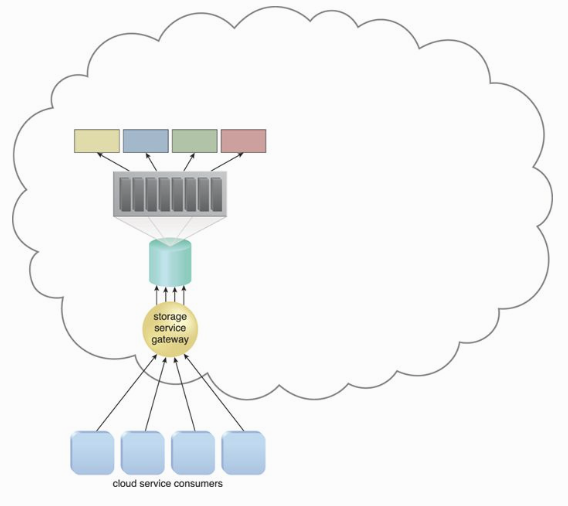 storage
service
gateway
cloud service consumers